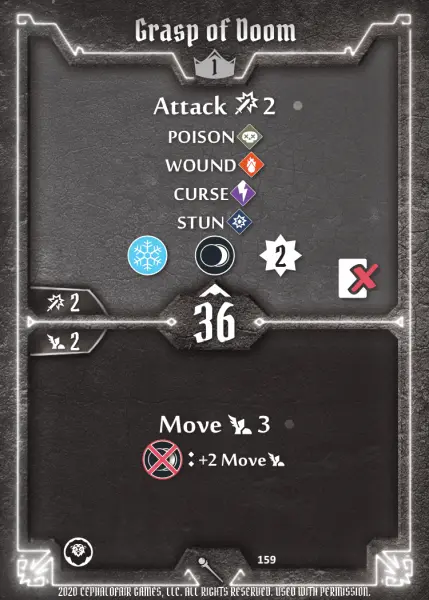 Grasp of Doom
1
Attack 2
POISON
WOUND
CURSE
STUN
2
2
36
2
Move 3
: +2 Move
159
2020 CEPHALOFAIR GAMES, LLC. ALL RIGHTS RESERVED. USED WITH PERMISSION.